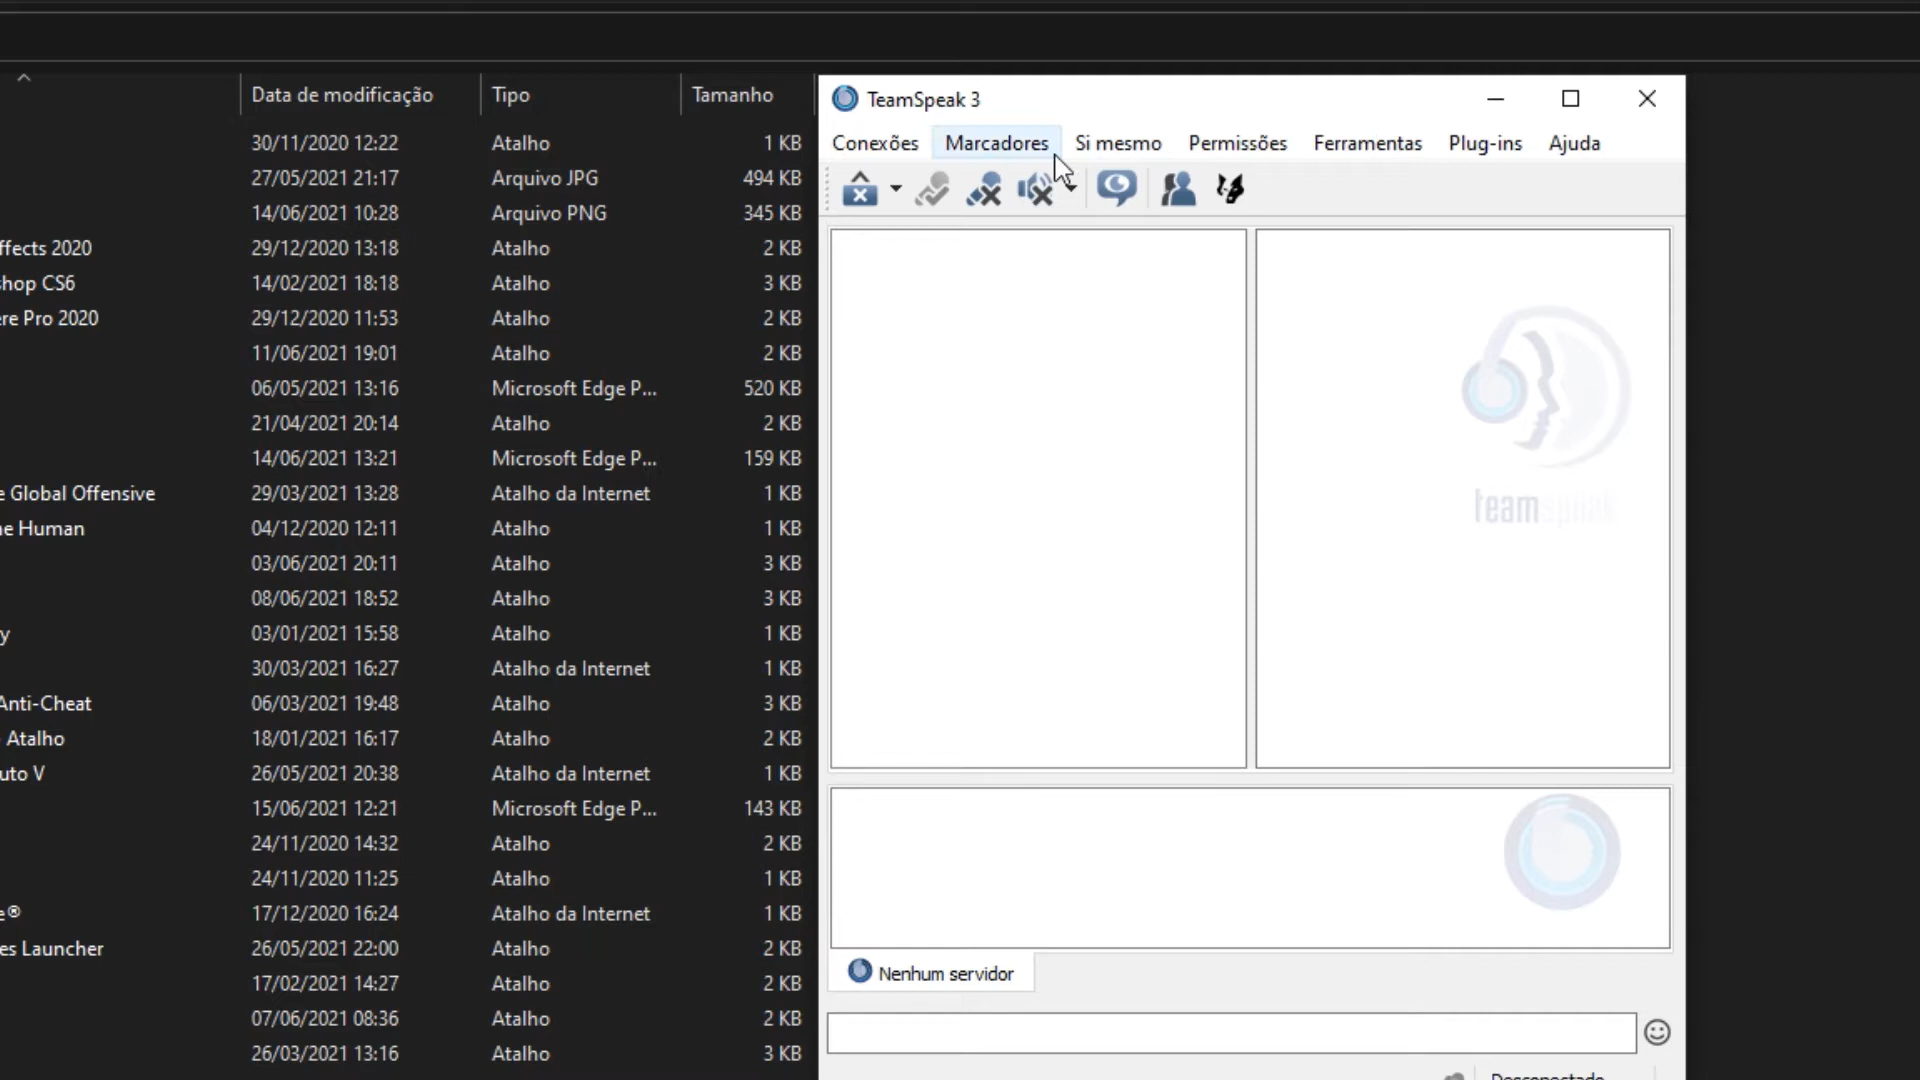 Data de modificação Tipo Tamanho
30/11/2020 12:22 Atalho 1 KB
27/05/2021 21:17 Arquivo JPG 494 KB
14/06/2021 10:28 Arquivo PNG 345 KB
ffects 2020 29/12/2020 13:18 Atalho 2 KB
shop CS6 14/02/2021 18:18 Atalho 3 KB
ere Pro 2020 29/12/2020 11:53 Atalho 2 KB
11/06/2021 19:01 Atalho 2 KB
06/05/2021 13:16 Microsoft Edge P... 520 KB
21/04/2021 20:14 Atalho 2 KB
14/06/2021 13:21 Microsoft Edge P... 159 KB
e Global Offensive 29/03/2021 13:28 Atalho da Internet 1 KB
ne Human 04/12/2020 12:11 Atalho 1 KB
03/06/2021 20:11 Atalho 3 KB
08/06/2021 18:52 Atalho 3 KB
y 03/01/2021 15:58 Atalho 1 KB
30/03/2021 16:27 Atalho da Internet 1 KB
Anti-Cheat 06/03/2021 19:48 Atalho 3 KB
Atalho 18/01/2021 16:17 Atalho 2 KB
uto V 26/05/2021 20:38 Atalho da Internet 1 KB
15/06/2021 12:21 Microsoft Edge P... 143 KB
24/11/2020 14:32 Atalho 2 KB
24/11/2020 11:25 Atalho 1 KB
e® 17/12/2020 16:24 Atalho da Internet 1 KB
es Launcher 26/05/2021 22:00 Atalho 2 KB
17/02/2021 14:27 Atalho 2 KB
07/06/2021 08:36 Atalho 2 KB
26/03/2021 13:16 Atalho 3 KB
TeamSpeak 3
Conexões Marcadores Si mesmo Permissões Ferramentas Plug-ins Ajuda
teamspeak
Nenhum servidor
Desconectado